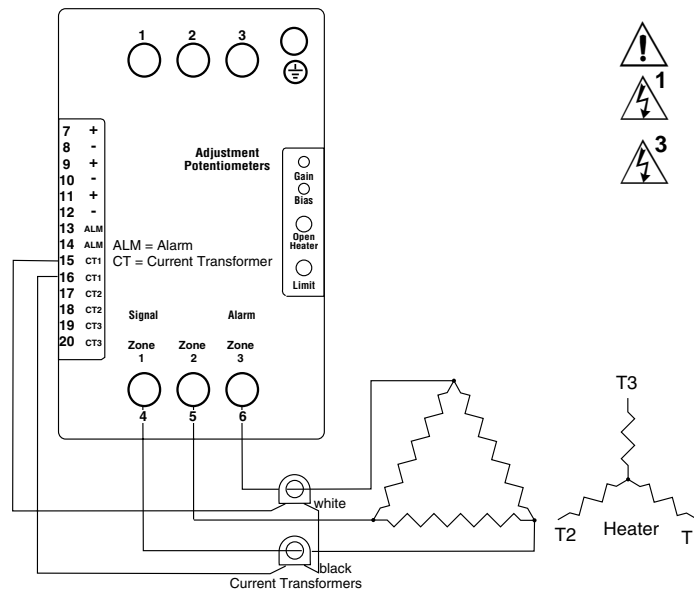 1 2 3
1
3
7 +
8 -
9 +
10 -
11 +
12 -
13 ALM
14 ALM
15 CT1
16 CT1
17 CT2
18 CT2
19 CT3
20 CT3
Adjustment
Potentiometers
Gain
Bias
Open
Heater
Limit
ALM = Alarm
CT = Current Transformer
Signal Alarm
Zone Zone Zone
1 2 3
4 5 6
white
black
Current Transformers
T3
T2 Heater T